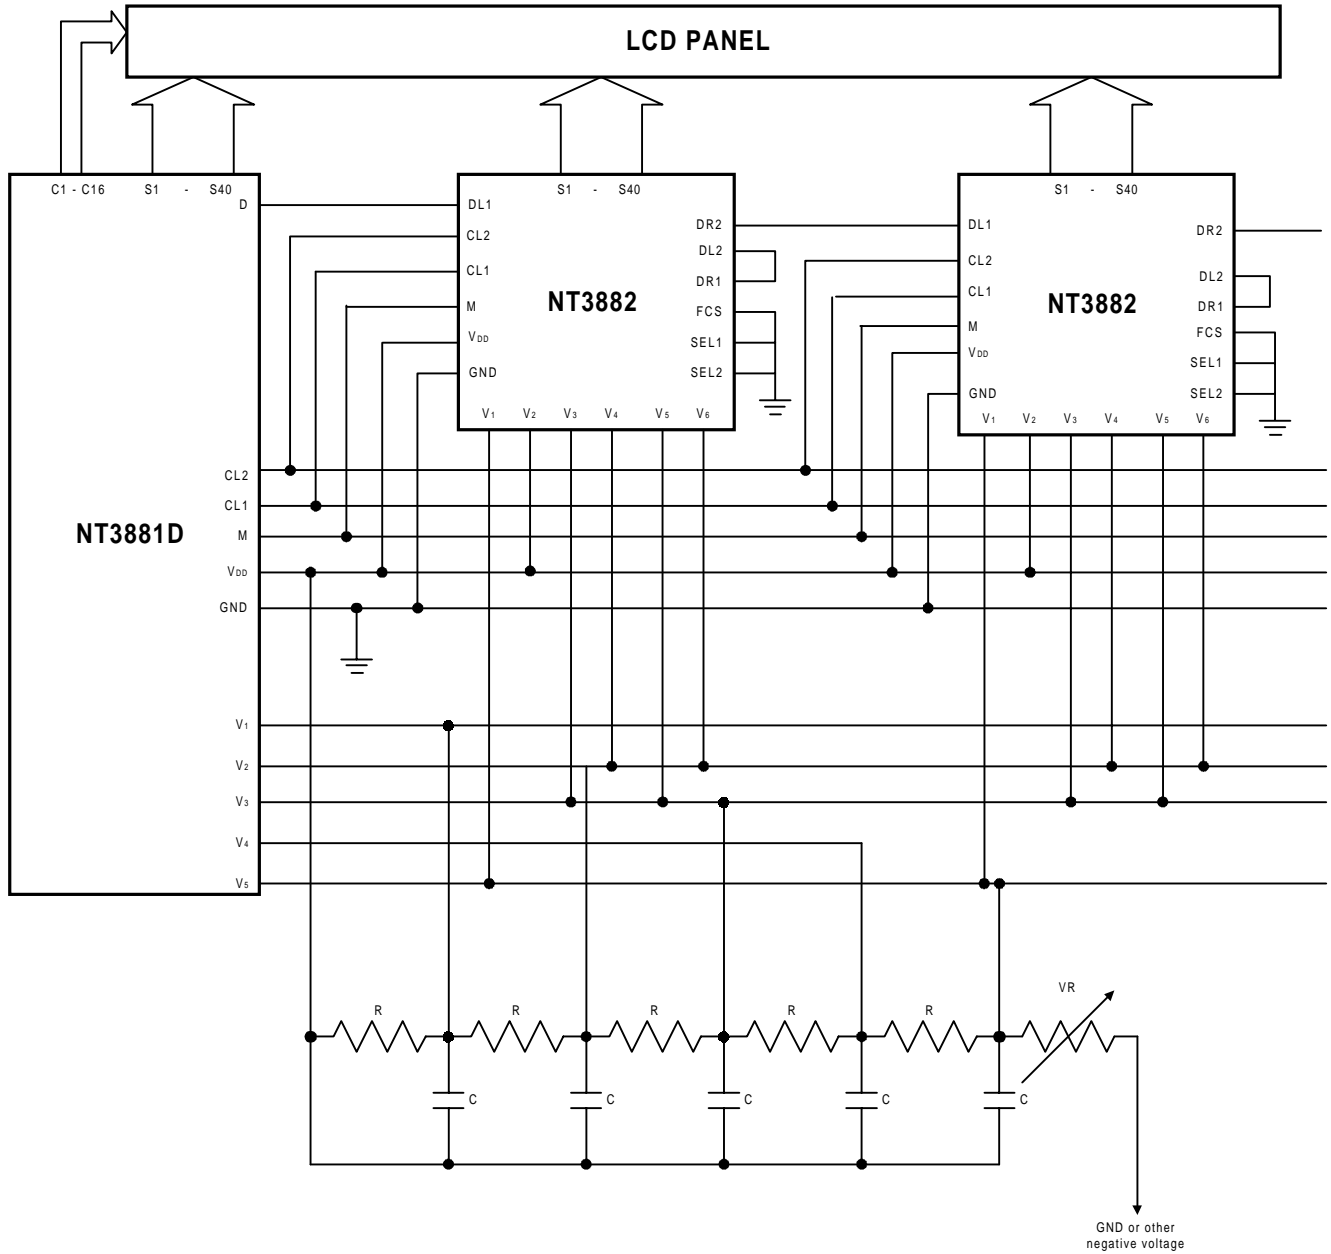 LCD PANEL
C1 - C16
S1 - S40
S1 - S40
S1 - S40
D
DL1
CL2
CL1
M
VDD
GND
DR2
DL2
DR1
FCS
SEL1
SEL2
NT3882
V1 V2 V3 V4 V5 V6
DL1
CL2
CL1
M
VDD
GND
DR2
DL2
DR1
FCS
SEL1
SEL2
NT3882
V1 V2 V3 V4 V5 V6
NT3881D
CL2
CL1
M
VDD
GND
V1
V2
V3
V4
V5
R R R R R VR
C C C C C
GND or other
negative voltage